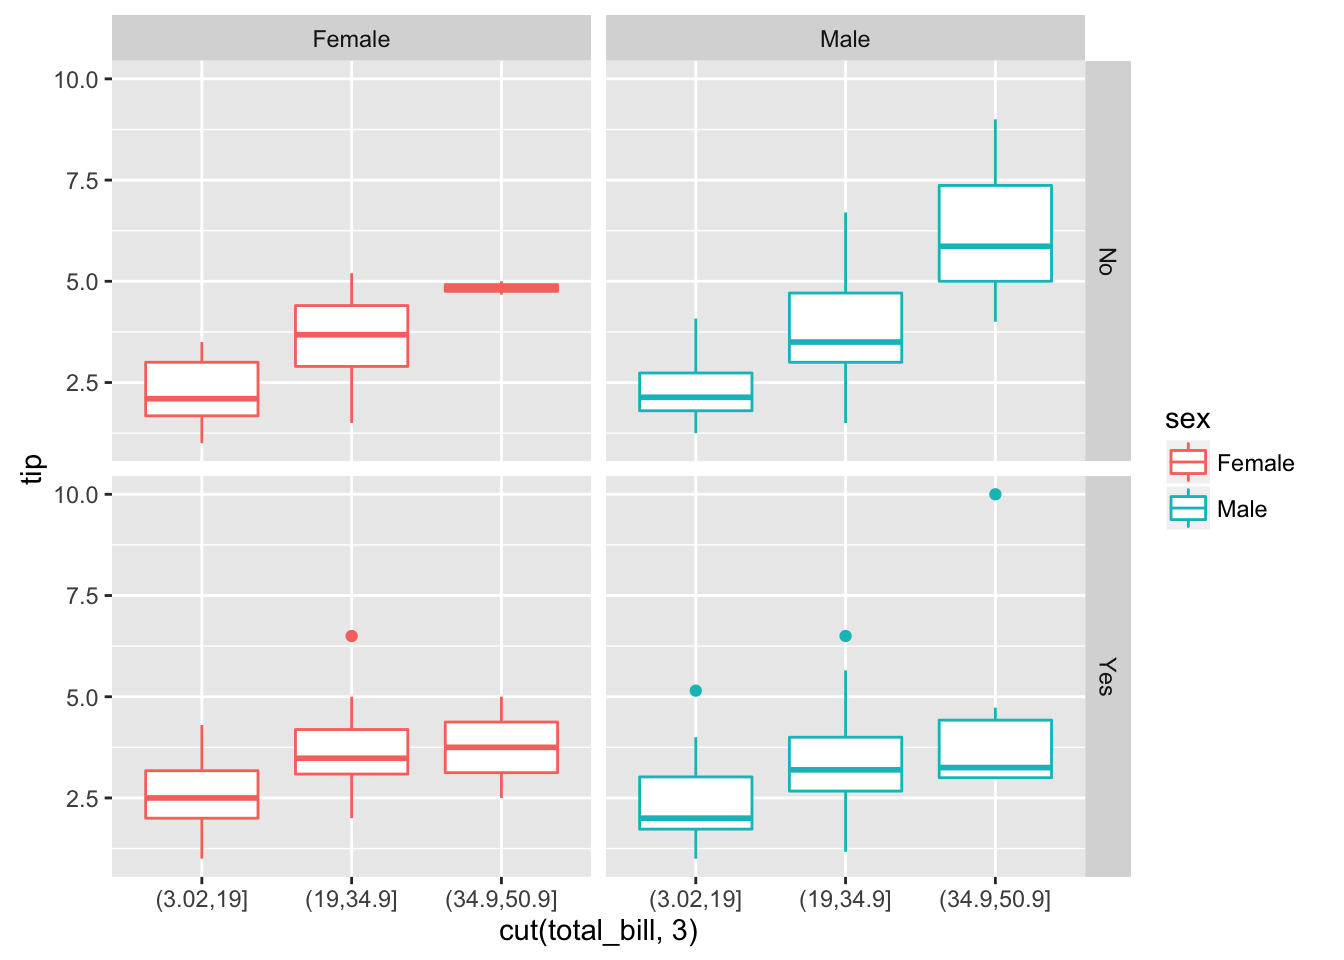 Female
Male
10.0
7.5
5.0
2.5
No
tip
10.0
7.5
5.0
2.5
Yes
(3.02,19]
(19,34.9]
(34.9,50.9]
(3.02,19]
(19,34.9]
(34.9,50.9]
cut(total_bill, 3)
sex
Female
Male